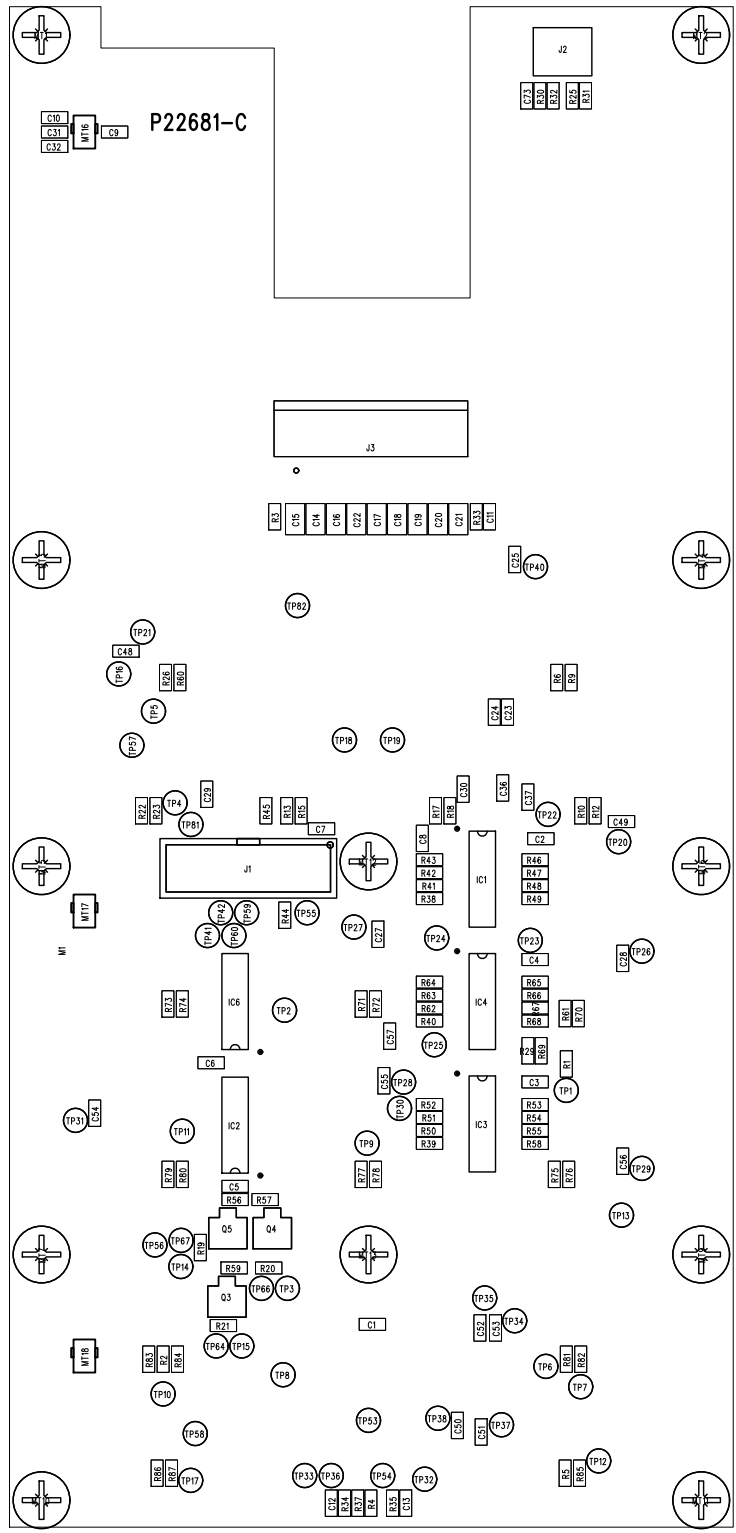 J2
C73 R30 R32 R25 R31
P22681-C
C10
C31 MT16 C9
C32
J3
R3 C15 C14 C16 C22 C17 C18 C19 C20 C21 R33 C11
C25 TP40
TP82
TP21
C48
TP16 R26 R60 R6 R9
TP5 C24 C23
TP57 TP18 TP19
C29 C30 C36 C37
R22 R23 TP4 R45 R13 R15 R17 R18 TP22 R10 R12
TP81 C7 C49
C8 C2 TP20
R43 R46
J1 R42 IC1 R47
R41 R48
R38 R49
MT17 TP42 TP59 R44 TP55
TP27 C27
TP41 TP60 TP24 TP23
M1 C28 TP26
C4
R64 R65
R63 R66
R73 R74 IC6 TP2 R71 R72 R62 IC4 R67 R61 R70
R40 R68
C57 TP25
R29 R69
C6 R1
C55 TP28 C3 TP1
R52 R53
TP30
TP31 C54 R51 R54
TP11 IC2 R50 IC3 R55
TP9 R39 R58
C56 TP29
R79 R80 R77 R78 R75 R76
C5
R56 R57
TP13
Q5 Q4
TP56 TP67 R19
TP14 R59 R20
TP66 TP3
Q3 TP35
R21 C1 C52 C53 TP34
TP64 TP15
MT18 R83 R2 R84 TP6 R81 R82
TP8
TP10 TP7
TP53 TP38 C50 C51 TP37
TP58
R86 R87 TP17 TP33 TP36 TP54 TP32 R5 R85 TP12
C12 R34 R37 R4 R35 C13